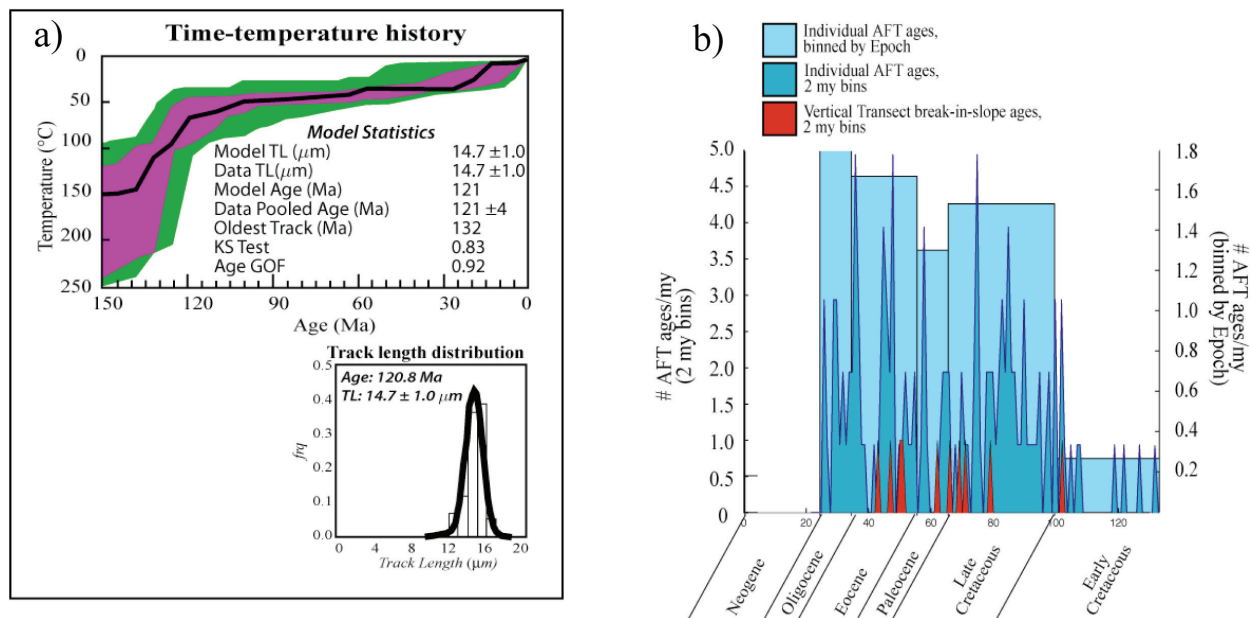 a)
Time-temperature history
0
50
100
150
200
250
Temperature (°C)
Model Statistics
Model TL (μm) 14.7 ±1.0
Data TL(μm) 14.7 ±1.0
Model Age (Ma) 121
Data Pooled Age (Ma) 121 ±4
Oldest Track (Ma) 132
KS Test 0.83
Age GOF 0.92
150 120 90 60 30 0
Age (Ma)
Track length distribution
Age: 120.8 Ma
TL: 14.7 ± 1.0 μm
0.5
0.4
0.3
0.2
0.1
0.0
frq
0 4 8 12 16 20
Track Length (μm)
b)
Individual AFT ages,
binned by Epoch
Individual AFT ages,
2 my bins
Vertical Transect break-in-slope ages,
2 my bins
5.0
4.5
4.0
3.5
3.0
2.5
2.0
1.5
1.0
0.5
0
# AFT ages/my
(2 my bins)
1.8
1.6
1.4
1.2
1.0
0.8
0.6
0.4
0.2
# AFT ages/my
(binned by Epoch)
0 20 40 60 80 100 120
Neogene
Oligocene
Eocene
Paleocene
Late
Cretaceous
Early
Cretaceous